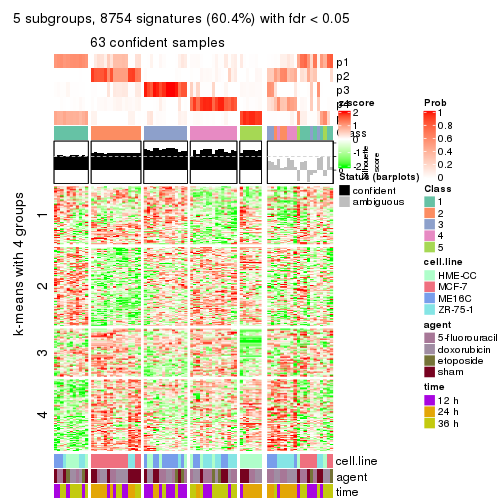 5 subgroups, 8754 signatures (60.4%) with fdr < 0.05
63 confident samples
p1
p2
p3
p4
z-score
2
1
0
-1
-2
Class
Silhouette
score
Status (barplots)
confident
ambiguous
Prob
1
0.8
0.6
0.4
0.2
0
Class
1
2
3
4
5
cell.line
HME-CC
MCF-7
ME16C
ZR-75-1
agent
5-fluorouracil
doxorubicin
etoposide
sham
time
12 h
24 h
36 h
k-means with 4 groups
1
2
3
4
cell.line
agent
time